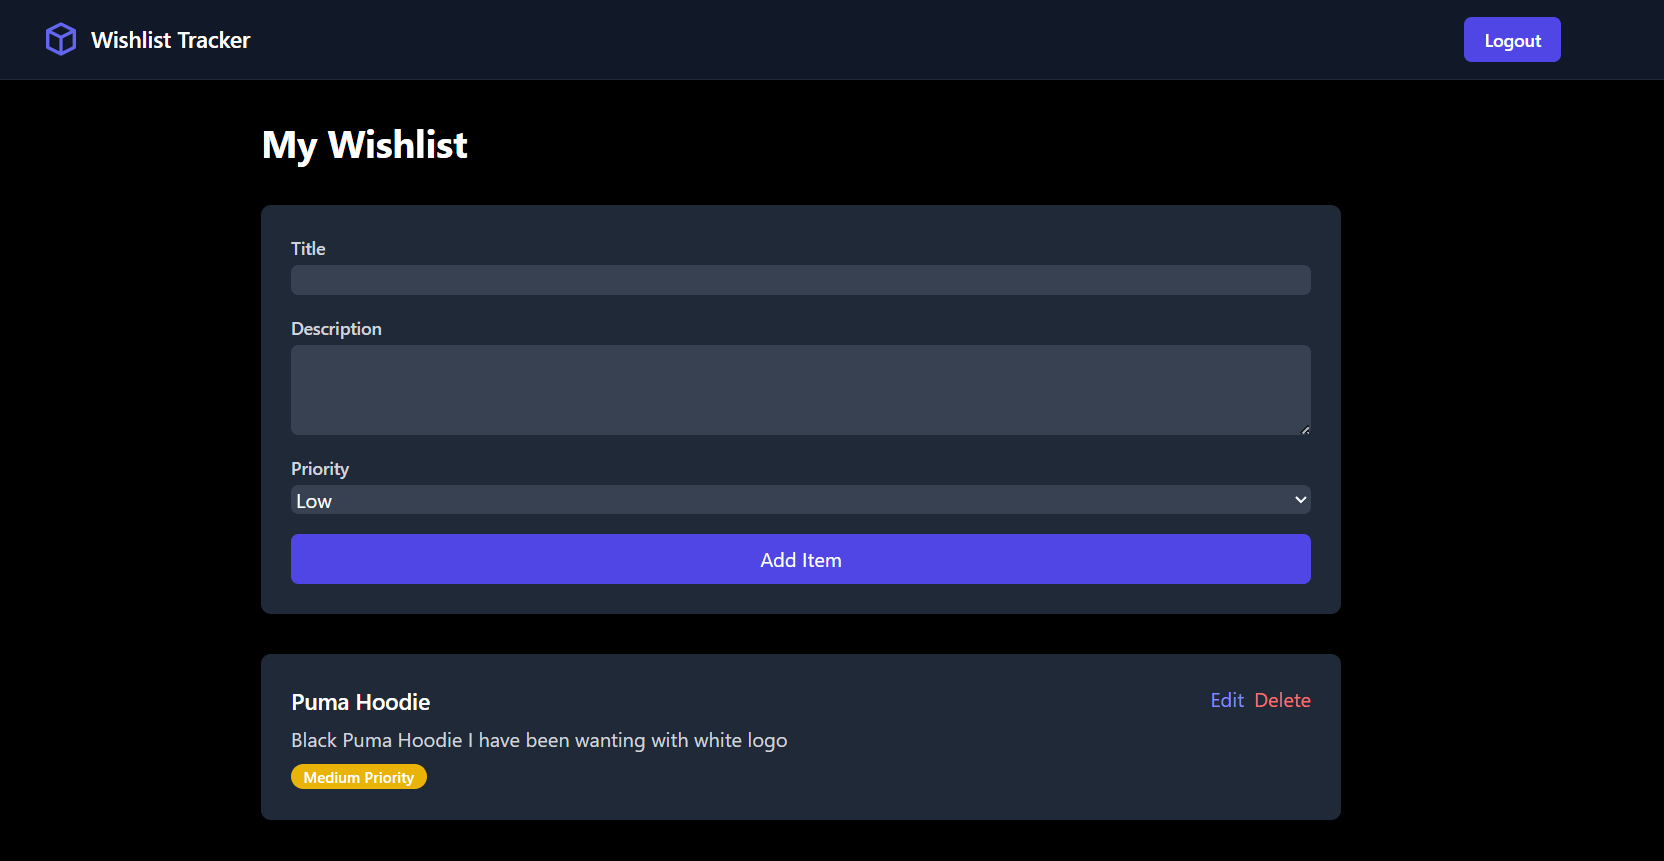 Wishlist Tracker
Logout
My Wishlist
Title
Description
Priority
Low
Add Item
Puma Hoodie
Edit Delete
Black Puma Hoodie I have been wanting with white logo
Medium Priority